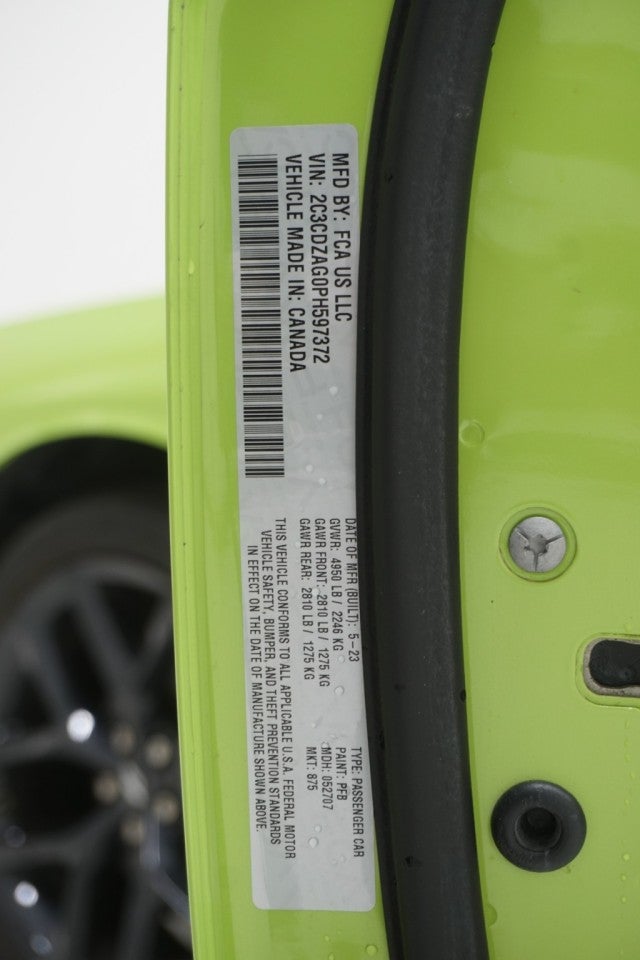 MFD BY: FCA US LLC
VIN: 2C3CDZAG0PH597372
VEHICLE MADE IN: CANADA
DATE OF MFR (BUILT): 5-23
GVWR: 4950 LB / 2246 KG
GAWR FRONT: 2810 LB / 1275 KG
GAWR REAR: 2810 LB / 1275 KG
THIS VEHICLE CONFORMS TO ALL APPLICABLE U.S.A. FEDERAL MOTOR
VEHICLE SAFETY, BUMPER, AND THEFT PREVENTION STANDARDS
IN EFFECT ON THE DATE OF MANUFACTURE SHOWN ABOVE.
TYPE: PASSENGER CAR
PAINT: PFB
MDH: 052707
MKT: 875